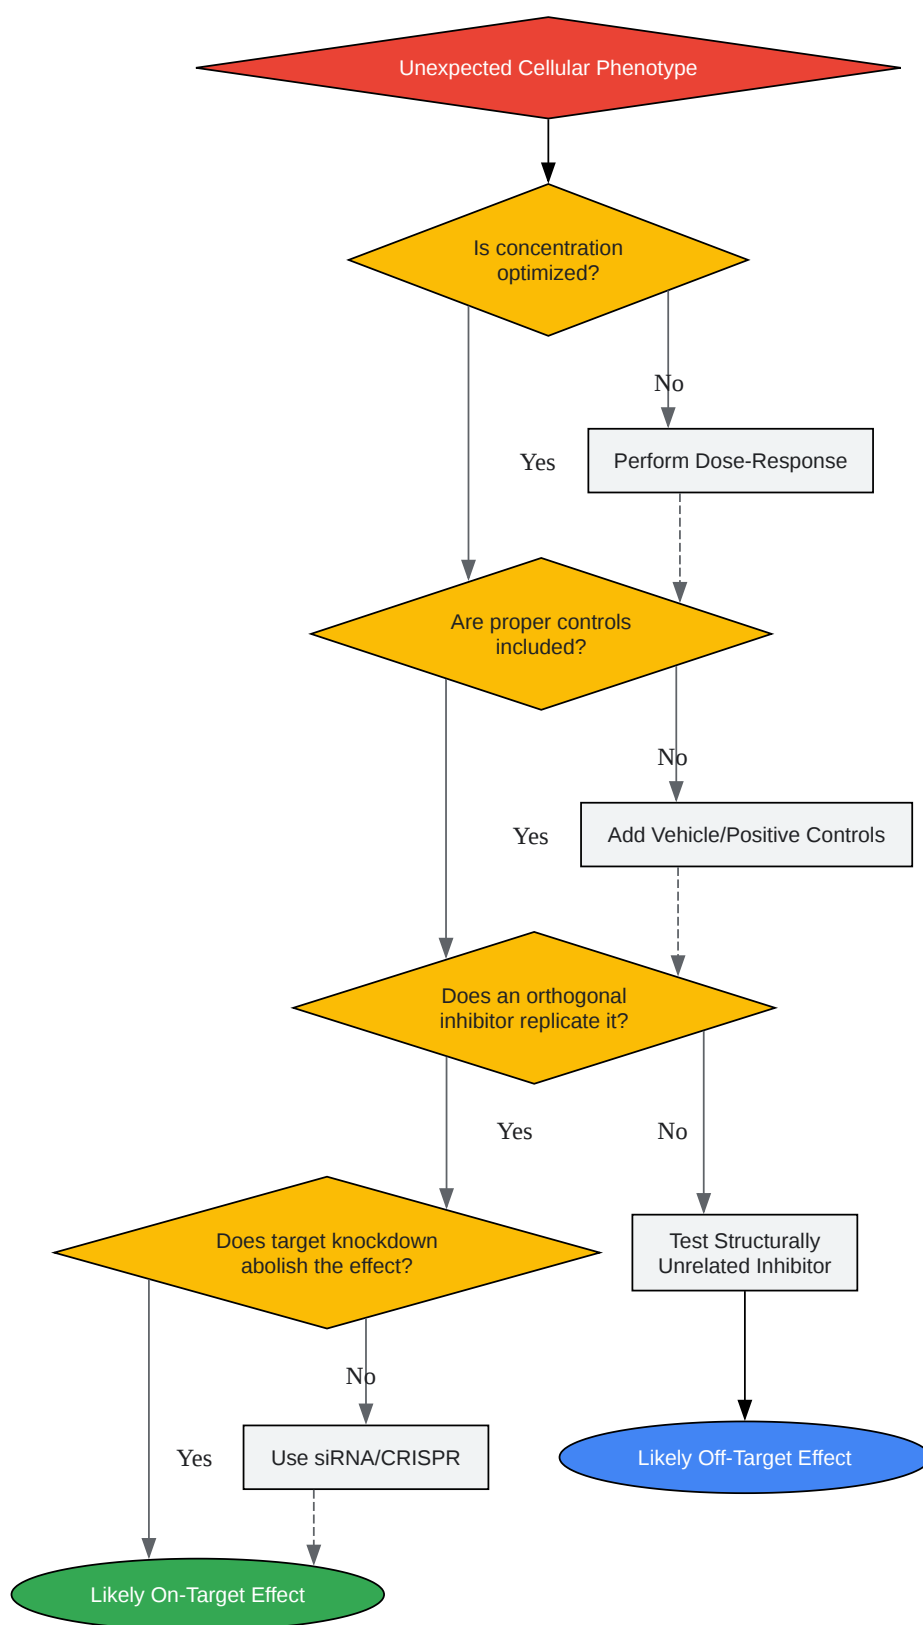 Unexpected Cellular Phenotype
Is concentration
optimized?
No
Yes
Perform Dose-Response
Are proper controls
included?
No
Yes
Add Vehicle/Positive Controls
Does an orthogonal
inhibitor replicate it?
Yes
No
Does target knockdown
abolish the effect?
Test Structurally
Unrelated Inhibitor
No
Yes
Use siRNA/CRISPR
Likely Off-Target Effect
Likely On-Target Effect